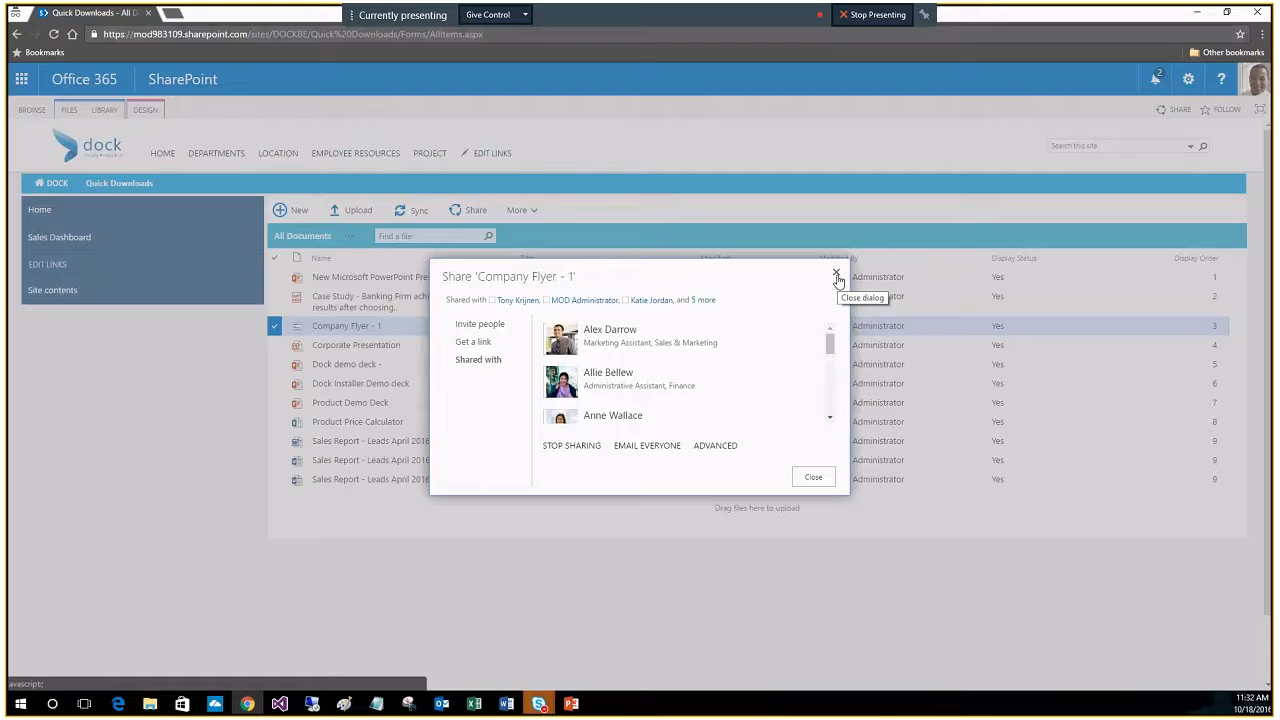 Currently presenting
Give Control
Stop Presenting
Quick Downloads - All D
https://mod983109.sharepoint.com/sites/DOCKBE/Quick%20Downloads/Forms/AllItems.aspx
Bookmarks
Other bookmarks
Office 365
SharePoint
2
?
BROWSE
FILES
LIBRARY
DESIGN
SHARE
FOLLOW
dock
HOME
DEPARTMENTS
LOCATION
EMPLOYEE RESOURCES
PROJECT
EDIT LINKS
Search this site
DOCK
Quick Downloads
Home
Sales Dashboard
EDIT LINKS
Site contents
New
Upload
Sync
Share
More
All Documents
...
Find a file
Name
Display Status
Display Order
New Microsoft PowerPoint Pres
Administrator
Yes
1
Case Study - Banking Firm achi
results after choosing..
Administrator
Yes
2
Company Flyer - 1
Administrator
Yes
3
Corporate Presentation
Administrator
Yes
4
Dock demo deck -
Administrator
Yes
5
Dock Installer Demo deck
Administrator
Yes
6
Product Demo Deck
Administrator
Yes
7
Product Price Calculator
Administrator
Yes
8
Sales Report - Leads April 2016
Administrator
Yes
9
Sales Report - Leads April 2016
Administrator
Yes
9
Sales Report - Leads April 2016
Administrator
Yes
9
Drag files here to upload
Share 'Company Flyer - 1'
Close dialog
Shared with Tony Krijnen, MOD Administrator, Katie Jordan, and 5 more
Invite people
Get a link
Shared with
Alex Darrow
Marketing Assistant, Sales & Marketing
Allie Bellew
Administrative Assistant, Finance
Anne Wallace
STOP SHARING
EMAIL EVERYONE
ADVANCED
Close
javascript:;
11:32 AM
10/18/2016